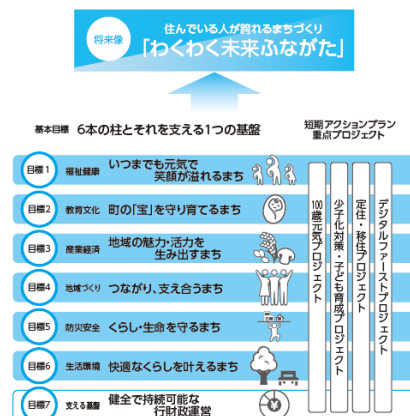 将来像
住んでいる人が誇れるまちづくり
「わくわく未来ふながた」
基本目標 6本の柱とそれを支える1つの基盤
短期アクションプラン
重点プロジェクト
目標1 福祉健康 いつまでも元気で
笑顔が溢れるまち
目標2 教育文化 町の「宝」を守り育てるまち
目標3 産業経済 地域の魅力・活力を
生み出すまち
目標4 地域づくり つながり、支え合うまち
目標5 防災安全 くらし・生命を守るまち
目標6 生活環境 快適なくらしを叶えるまち
目標7 支える基盤 健全で持続可能な
行財政運営
100歳元気プロジェクト
少子化対策・子ども育成プロジェクト
定住・移住プロジェクト
デジタルファーストプロジェクト